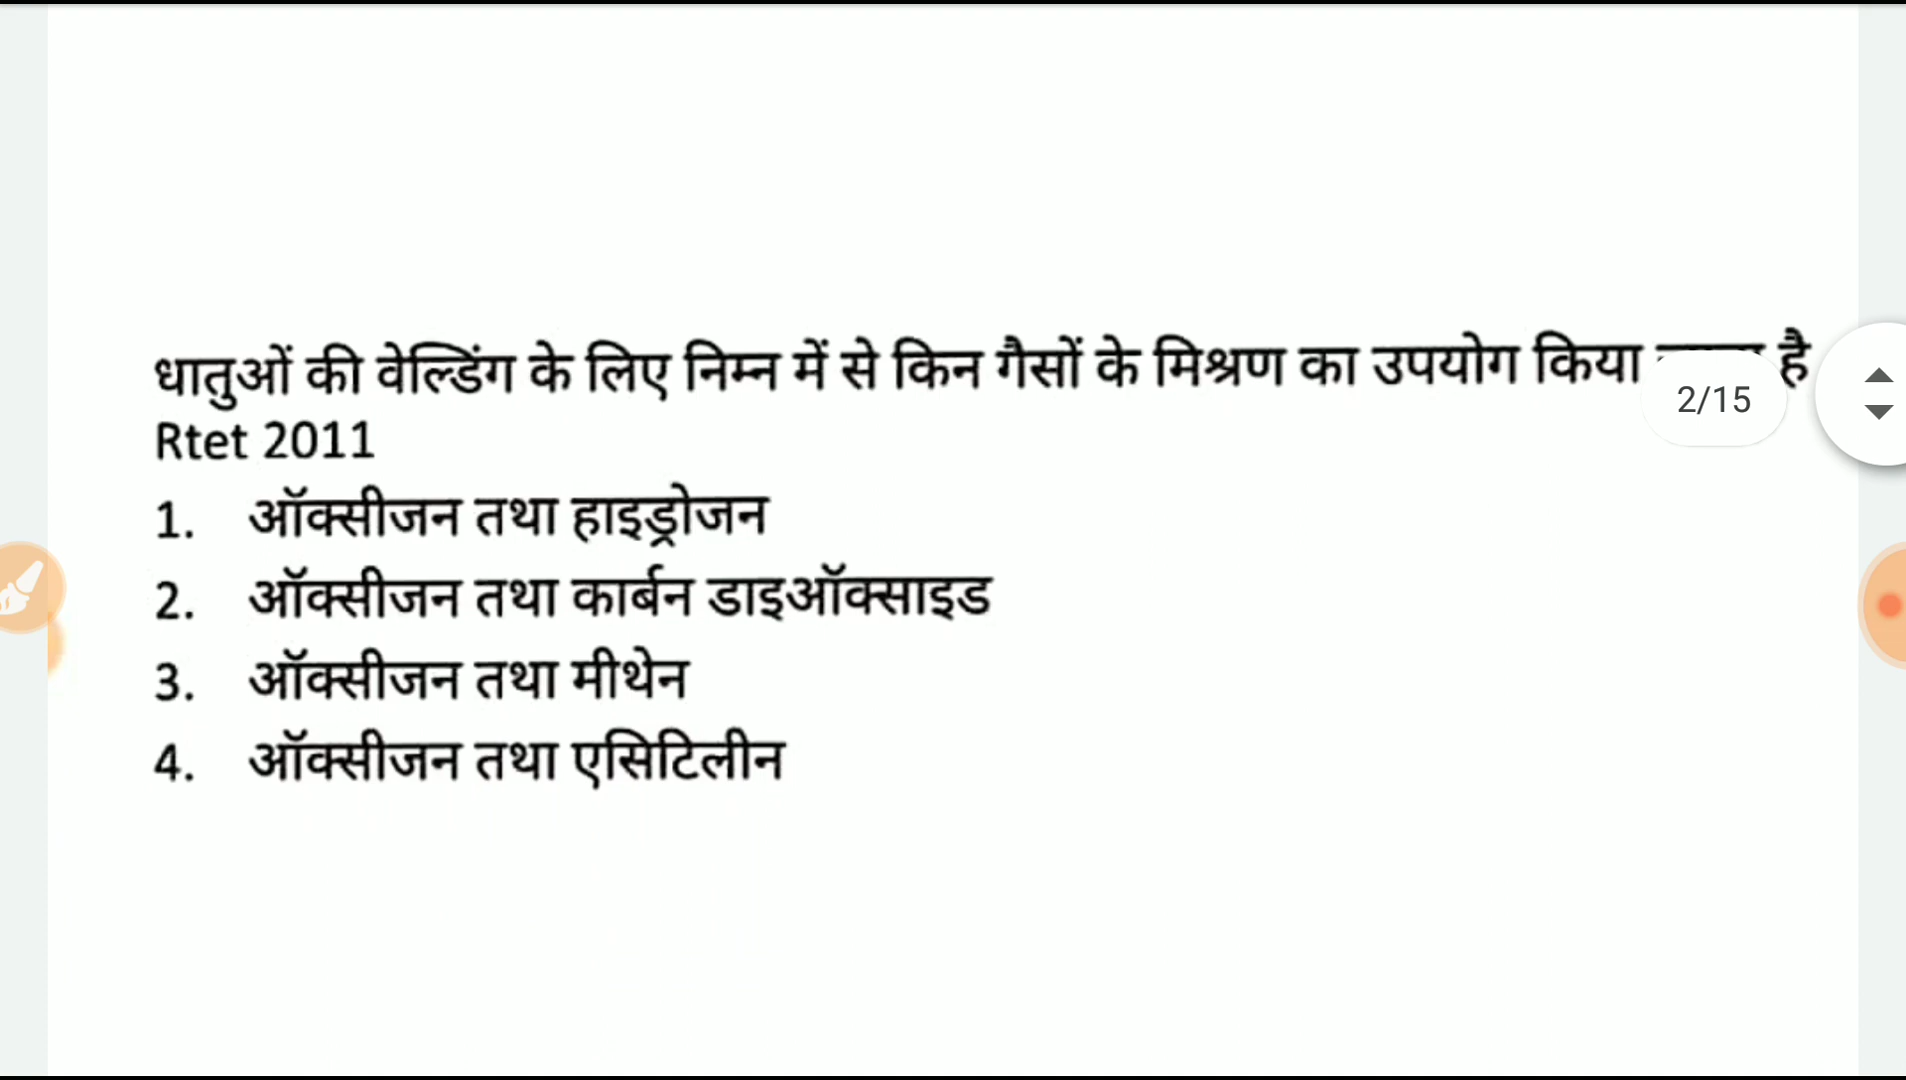 धातुओं की वेल्डिंग के लिए निम्न में से किन गैसों के मिश्रण का उपयोग किया है
2/15
Rtet 2011
1. ऑक्सीजन तथा हाइड्रोजन
2. ऑक्सीजन तथा कार्बन डाइऑक्साइड
3. ऑक्सीजन तथा मीथेन
4. ऑक्सीजन तथा एसिटिलीन